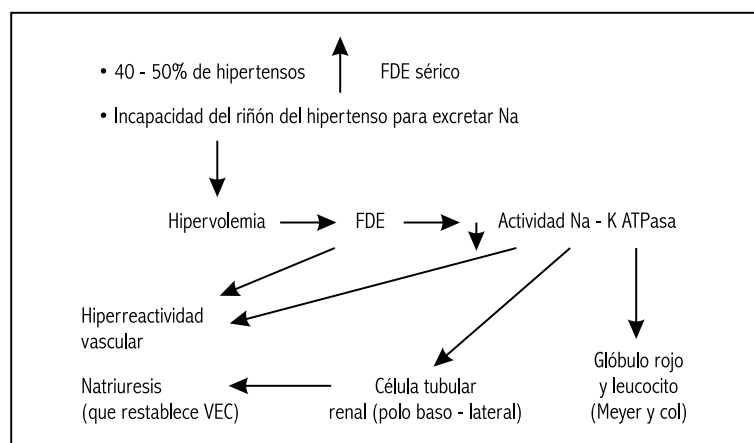 • 40 - 50% de hipertensos FDE sérico
• Incapacidad del riñón del hipertenso para excretar Na
Hipervolemia FDE Actividad Na - K ATPasa
Hiperreactividad
vascular
Glóbulo rojo
y leucocito
(Meyer y col)
Natriuresis
(que restablece VEC)
Célula tubular
renal (polo baso - lateral)